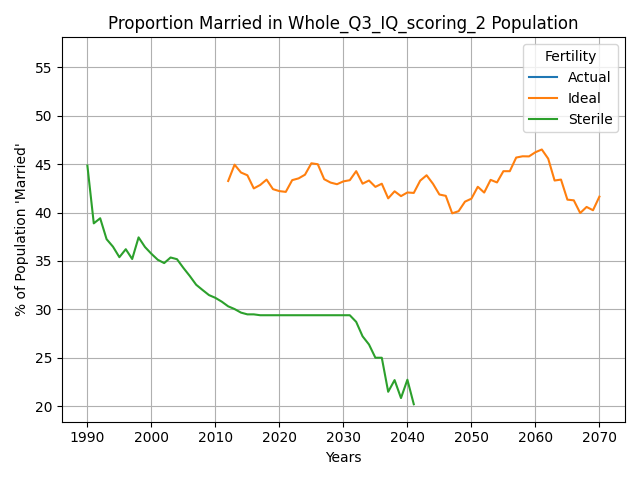 Proportion Married in Whole_Q3_IQ_scoring_2 Population
% of Population 'Married'
55
50
45
40
35
30
25
20
Fertility
Actual
Ideal
Sterile
1990 2000 2010 2020 2030 2040 2050 2060 2070
Years